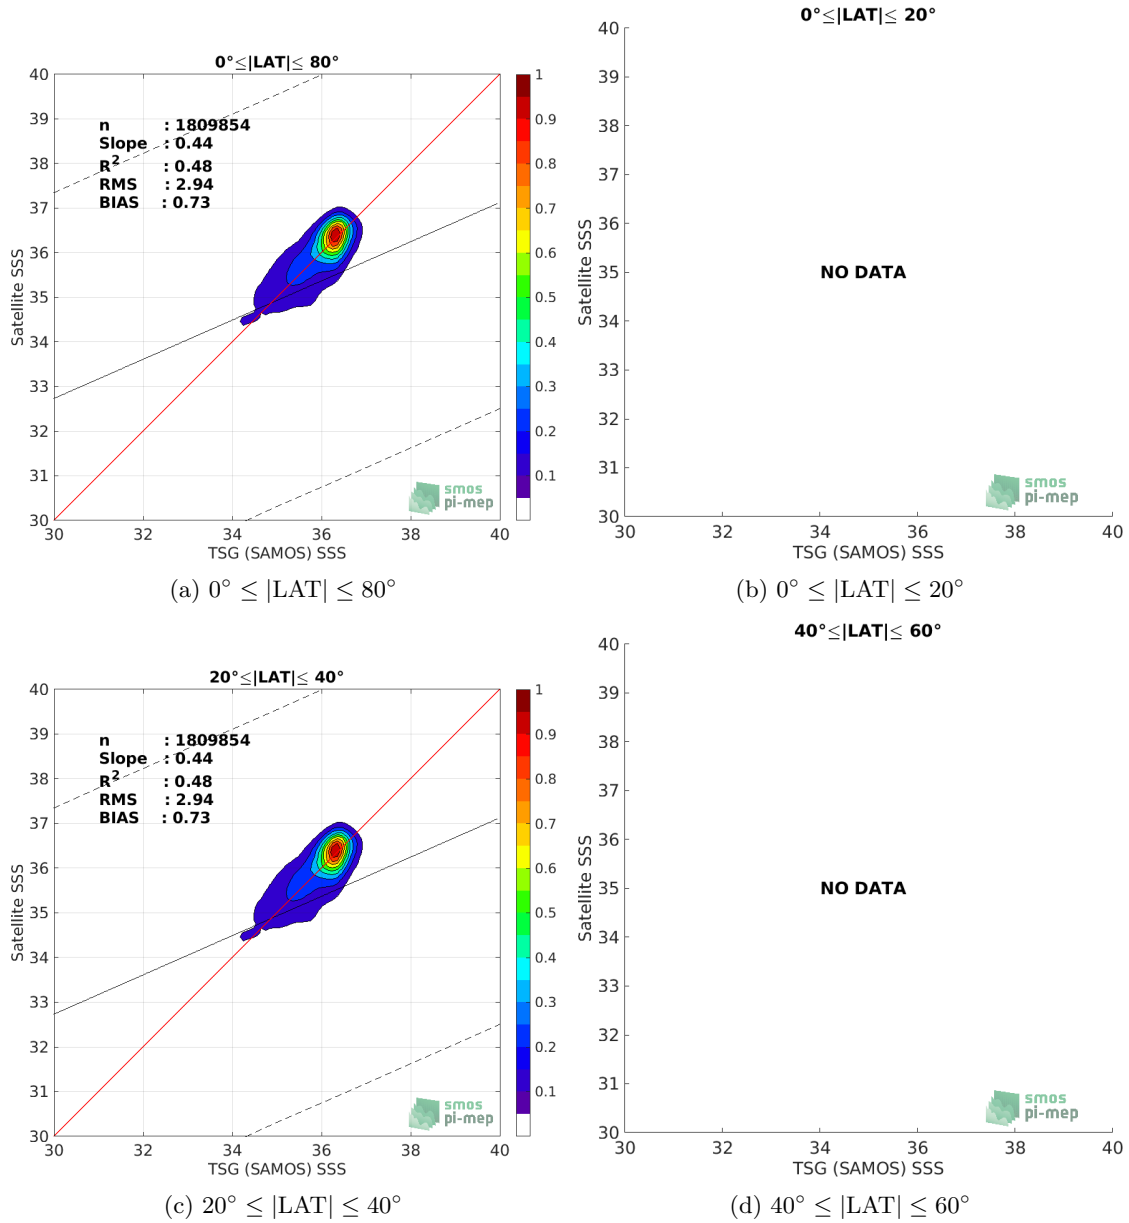 0°≤|LAT|≤ 80°
40
39
38
37
36
35
34
33
32
31
30
Satellite SSS
n : 1809854
Slope : 0.44
R2 : 0.48
RMS : 2.94
BIAS : 0.73
1
0.9
0.8
0.7
0.6
0.5
0.4
0.3
0.2
0.1
smos
pi-mep
30 32 34 36 38 40
TSG (SAMOS) SSS
(a) 0° ≤ |LAT| ≤ 80°
0°≤|LAT|≤ 20°
40
39
38
37
36
35
34
33
32
31
30
Satellite SSS
NO DATA
smos
pi-mep
30 32 34 36 38 40
TSG (SAMOS) SSS
(b) 0° ≤ |LAT| ≤ 20°
20°≤|LAT|≤ 40°
40
39
38
37
36
35
34
33
32
31
30
Satellite SSS
n : 1809854
Slope : 0.44
R2 : 0.48
RMS : 2.94
BIAS : 0.73
1
0.9
0.8
0.7
0.6
0.5
0.4
0.3
0.2
0.1
smos
pi-mep
30 32 34 36 38 40
TSG (SAMOS) SSS
(c) 20° ≤ |LAT| ≤ 40°
40°≤|LAT|≤ 60°
40
39
38
37
36
35
34
33
32
31
30
Satellite SSS
NO DATA
smos
pi-mep
30 32 34 36 38 40
TSG (SAMOS) SSS
(d) 40° ≤ |LAT| ≤ 60°